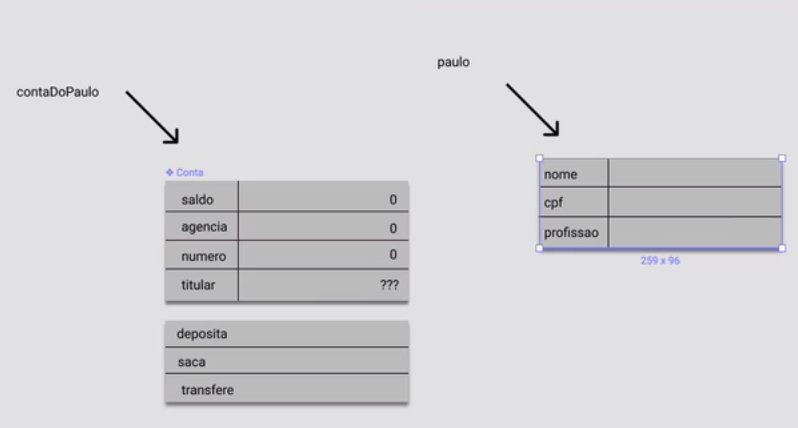 paulo
contaDoPaulo
Conta
saldo 0
agencia 0
numero 0
titular ???
deposita
saca
transfere
nome
cpf
profissao
259 x 96